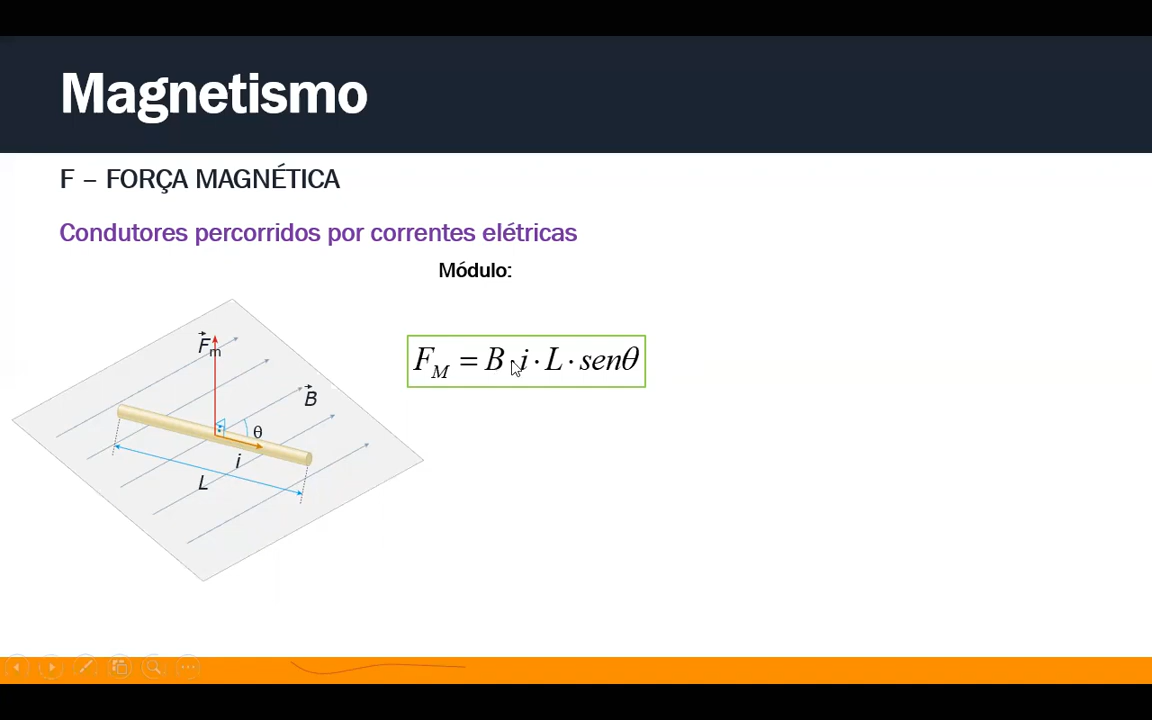 Magnetismo
F – FORÇA MAGNÉTICA
Condutores percorridos por correntes elétricas
Módulo:
F_M = B i · L · senθ
F_m
B
θ
i
L